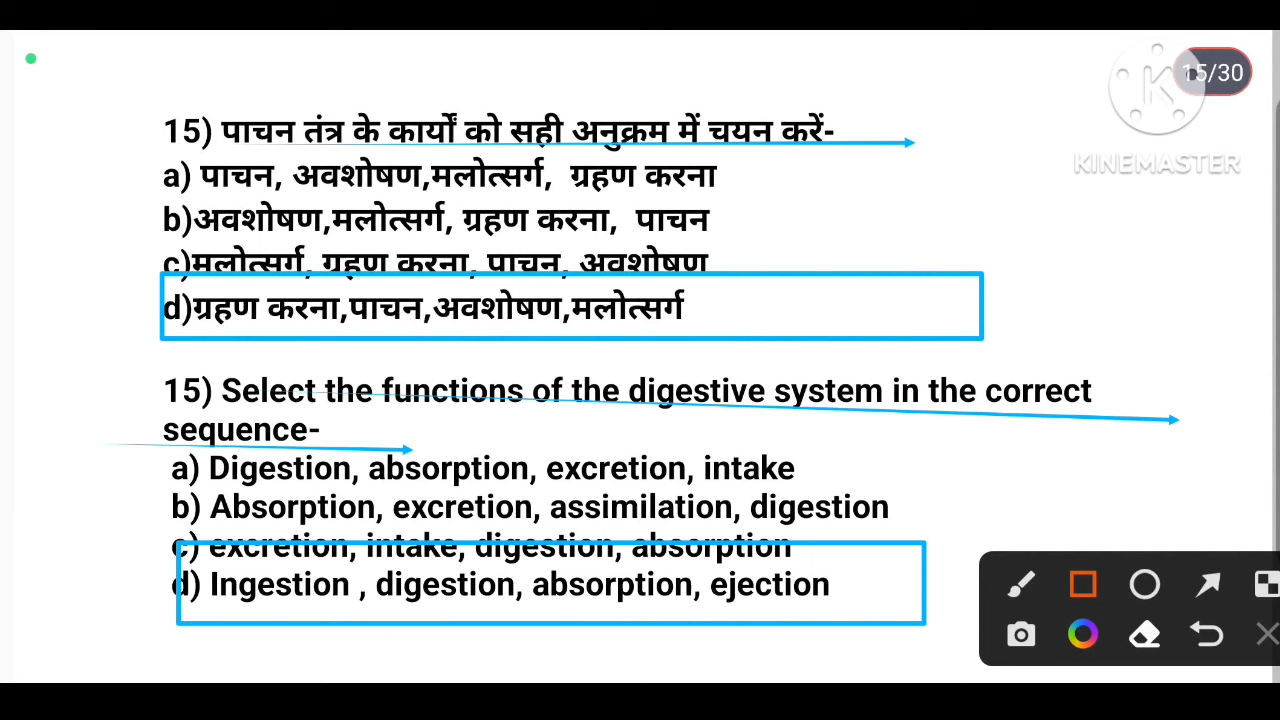 15/30
KINEMASTER
15) पाचन तंत्र के कार्यों को सही अनुक्रम में चयन करें-
a) पाचन, अवशोषण,मलोत्सर्ग, ग्रहण करना
b)अवशोषण,मलोत्सर्ग, ग्रहण करना, पाचन
c)मलोत्सर्ग, ग्रहण करना, पाचन, अवशोषण
d)ग्रहण करना,पाचन,अवशोषण,मलोत्सर्ग
15) Select the functions of the digestive system in the correct
sequence-
a) Digestion, absorption, excretion, intake
b) Absorption, excretion, assimilation, digestion
c) excretion, intake, digestion, absorption
d) Ingestion , digestion, absorption, ejection